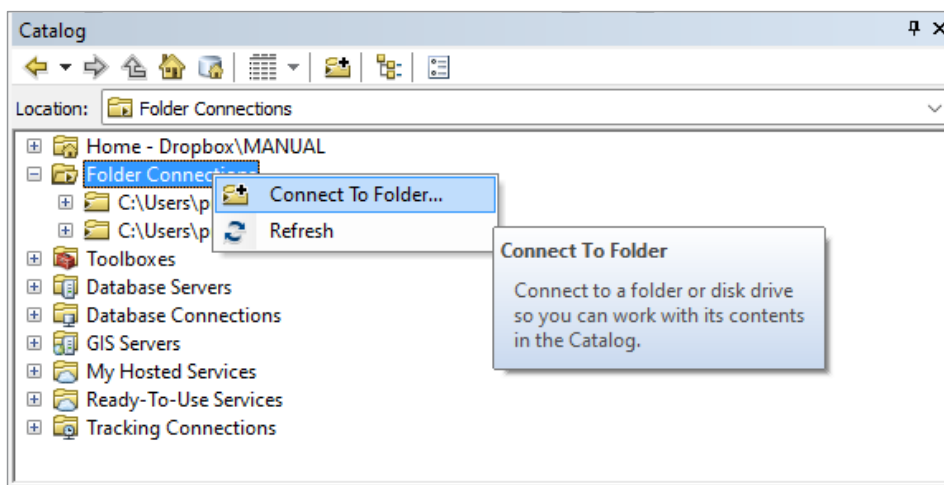 Catalog
Location: Folder Connections
Home - Dropbox\MANUAL
Folder Connections
Connect To Folder...
C:\Users\p
Refresh
C:\Users\p
Connect To Folder
Connect to a folder or disk drive
so you can work with its contents
in the Catalog.
Toolboxes
Database Servers
Database Connections
GIS Servers
My Hosted Services
Ready-To-Use Services
Tracking Connections